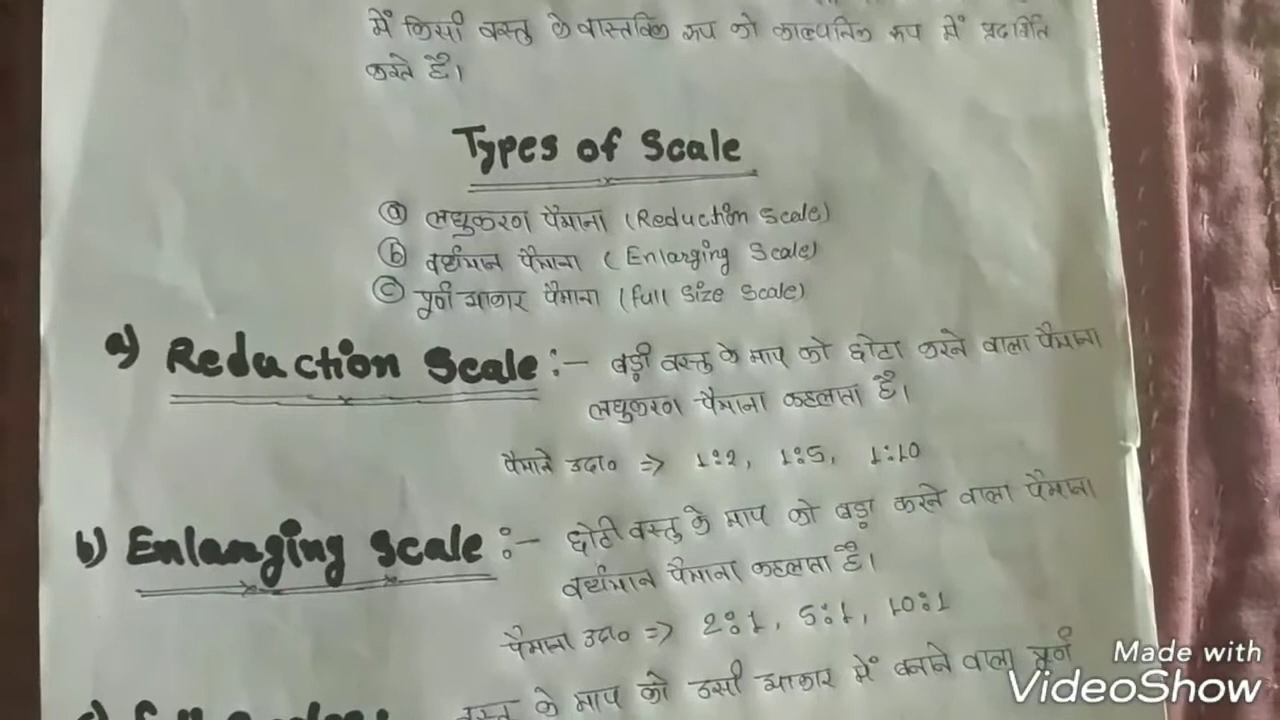 में किसी वस्तु के वास्तविक रूप को काल्पनिक रूप में प्रदर्शित
करते है।
Types of Scale
(a) लघुकरण पैमाना (Reduction Scale)
(b) वर्धमान पैमाना (Enlarging Scale)
(c) पूर्ण आकार पैमाना (Full Size Scale)
a) Reduction Scale :- बड़ी वस्तु के माप को छोटा करने वाला पैमाना
लघुकरण पैमाना कहलाता है।
पैमाने उदा० => 1:2, 1:5, 1:10
b) Enlanging Scale :- छोटी वस्तु के माप को बड़ा करने वाला पैमाना
वर्धमान पैमाना कहलाता है।
पैमाना उदा० => 2:1, 5:1, 10:1
वस्तु के माप को उसी आकार में बनाने वाला पूर्ण
Made with
VideoShow